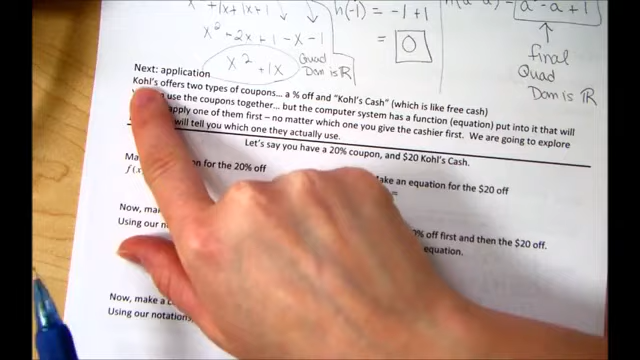 x² + 1x + 1x + 1
x² + 2x + 1 - x - 1
x² + 1x
Quad
Dom is ℝ
h(-1) = -1 + 1
= 0
a² - a + 1
final
Quad
Dom is ℝ
Next: application
Kohl's offers two types of coupons... a % off and "Kohl's Cash" (which is like free cash)
use the coupons together... but the computer system has a function (equation) put into it that will
apply one of them first – no matter which one you give the cashier first. We are going to explore
will tell you which one they actually use.
Let's say you have a 20% coupon, and $20 Kohl's Cash.
for the 20% off
an equation for the $20 off
=
Now,
off first and then the $20 off.
Using our
equation.
Now, make a
Using our notations